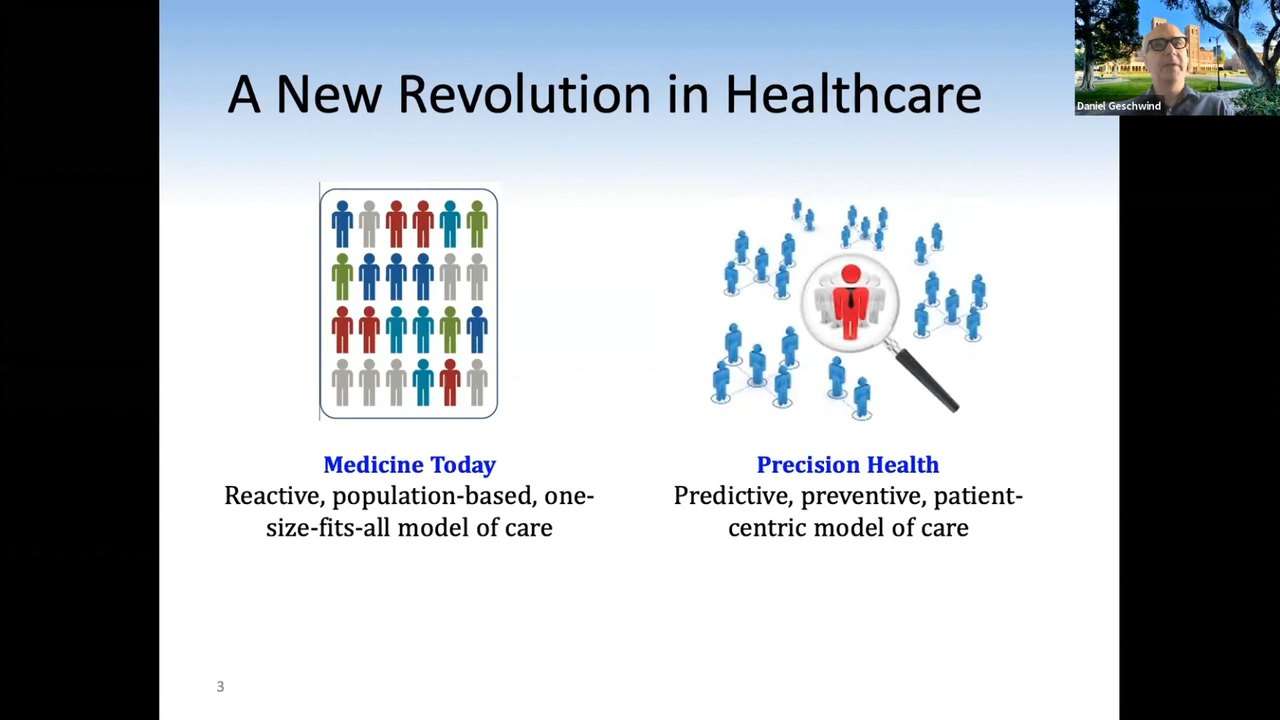 A New Revolution in Healthcare
Daniel Geschwind
Medicine Today
Reactive, population-based, one-
size-fits-all model of care
Precision Health
Predictive, preventive, patient-
centric model of care
3